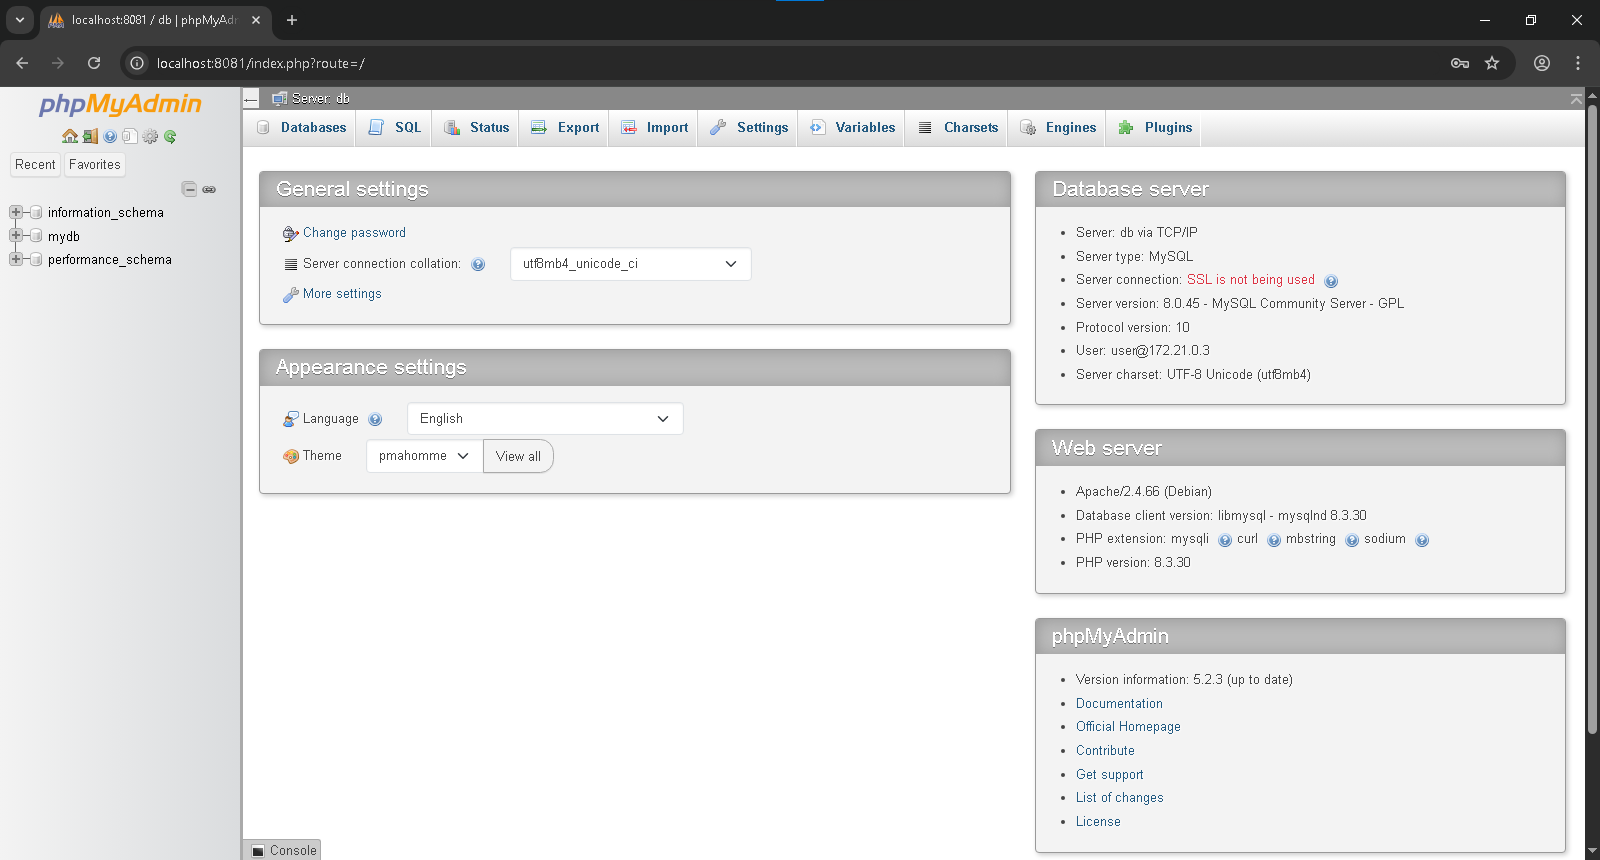 localhost:8081 / db | phpMyAdm
localhost:8081/index.php?route=/
phpMyAdmin
Recent
Favorites
information_schema
mydb
performance_schema
Server: db
Databases
SQL
Status
Export
Import
Settings
Variables
Charsets
Engines
Plugins
General settings
Change password
Server connection collation:
utf8mb4_unicode_ci
More settings
Appearance settings
Language
English
Theme
pmahomme
View all
Database server
Server: db via TCP/IP
Server type: MySQL
Server connection: SSL is not being used
Server version: 8.0.45 - MySQL Community Server - GPL
Protocol version: 10
User: user@172.21.0.3
Server charset: UTF-8 Unicode (utf8mb4)
Web server
Apache/2.4.66 (Debian)
Database client version: libmysql - mysqlnd 8.3.30
PHP extension: mysqli curl mbstring sodium
PHP version: 8.3.30
phpMyAdmin
Version information: 5.2.3 (up to date)
Documentation
Official Homepage
Contribute
Get support
List of changes
License
Console